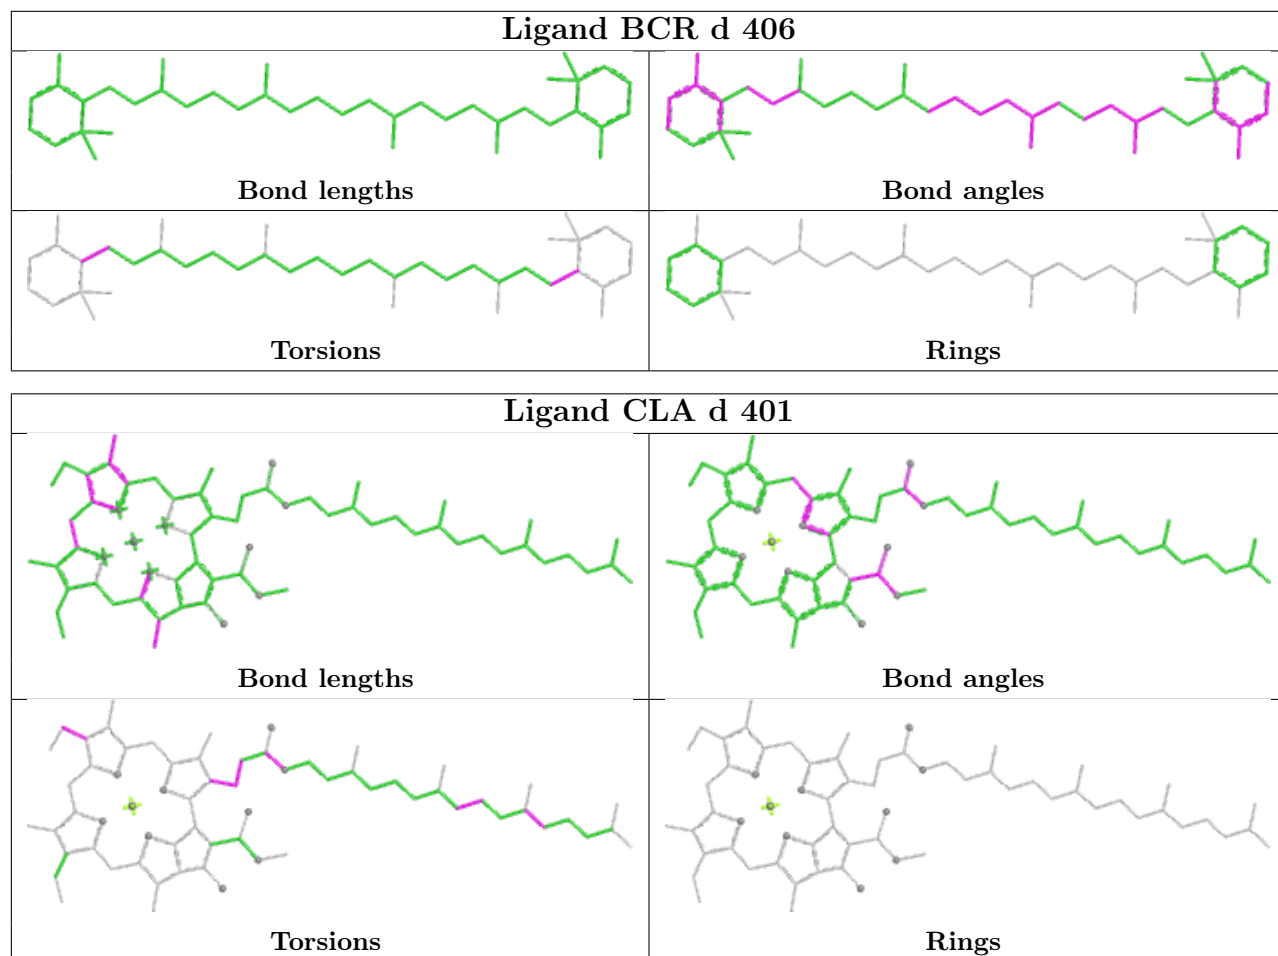 Ligand BCR d 406
Bond lengths
Bond angles
Torsions
Rings
Ligand CLA d 401
Bond lengths
Bond angles
Torsions
Rings